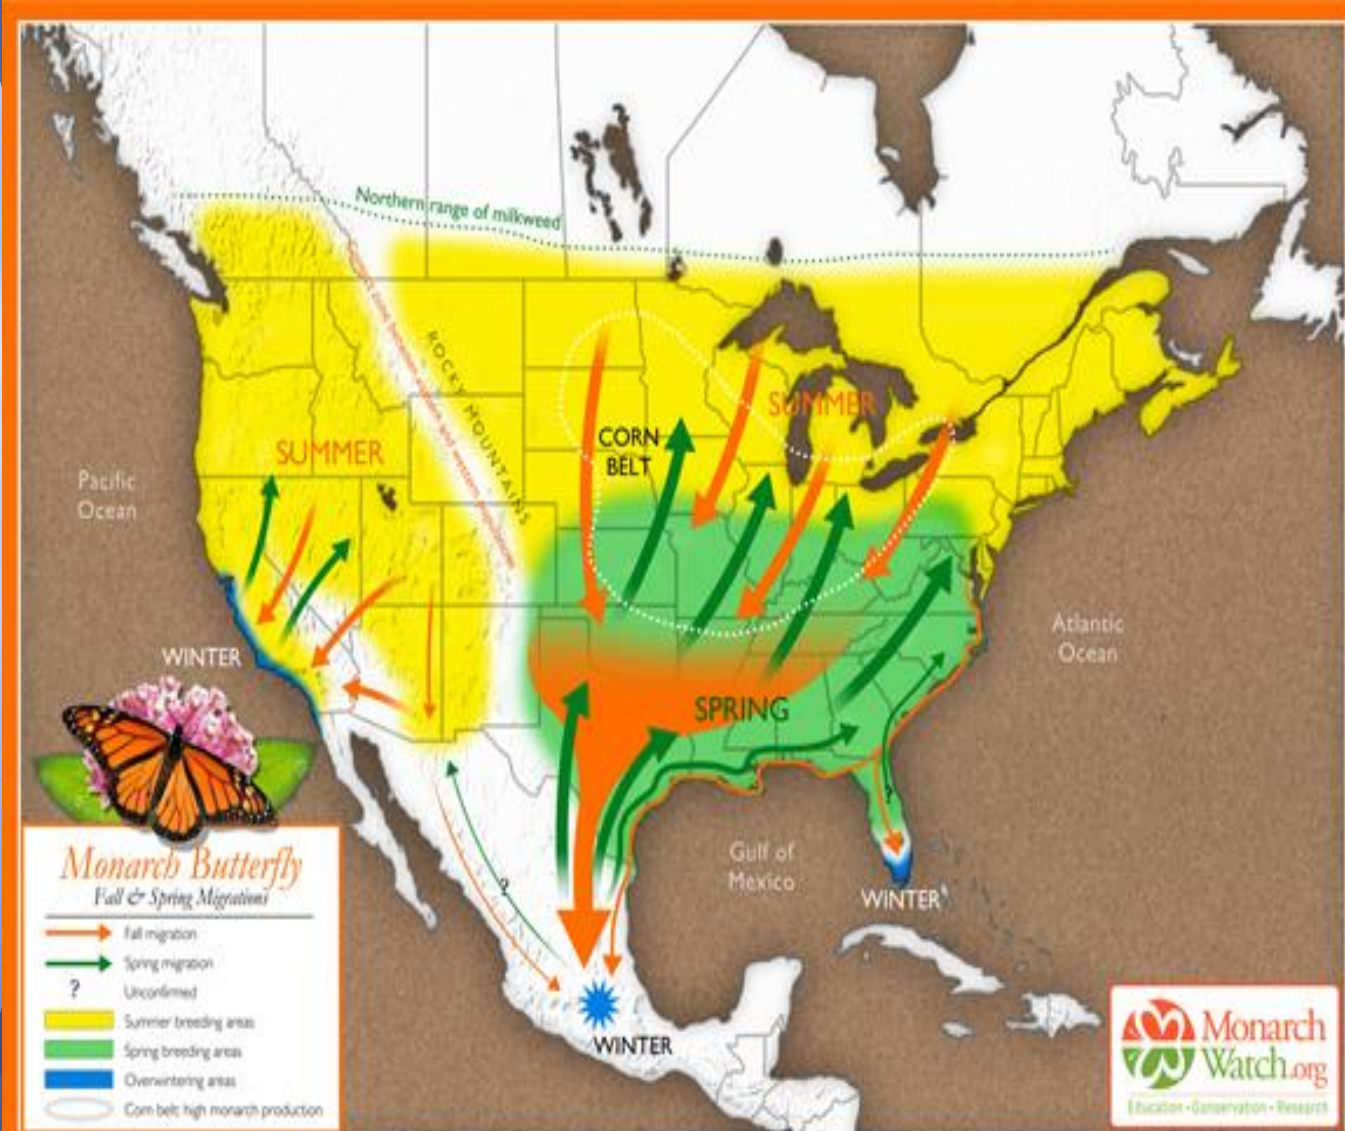 Northern range of milkweed
ROCKY MOUNTAINS
SUMMER
CORN
BELT
SUMMER
Pacific
Ocean
Atlantic
Ocean
WINTER
SPRING
?
Gulf of
Mexico
?
WINTER
WINTER
Monarch Butterfly
Fall & Spring Migrations
Fall migration
Spring migration
? Unconfirmed
Summer breeding areas
Spring breeding areas
Overwintering areas
Corn belt: high monarch production
Monarch
Watch.org
Education • Conservation • Research